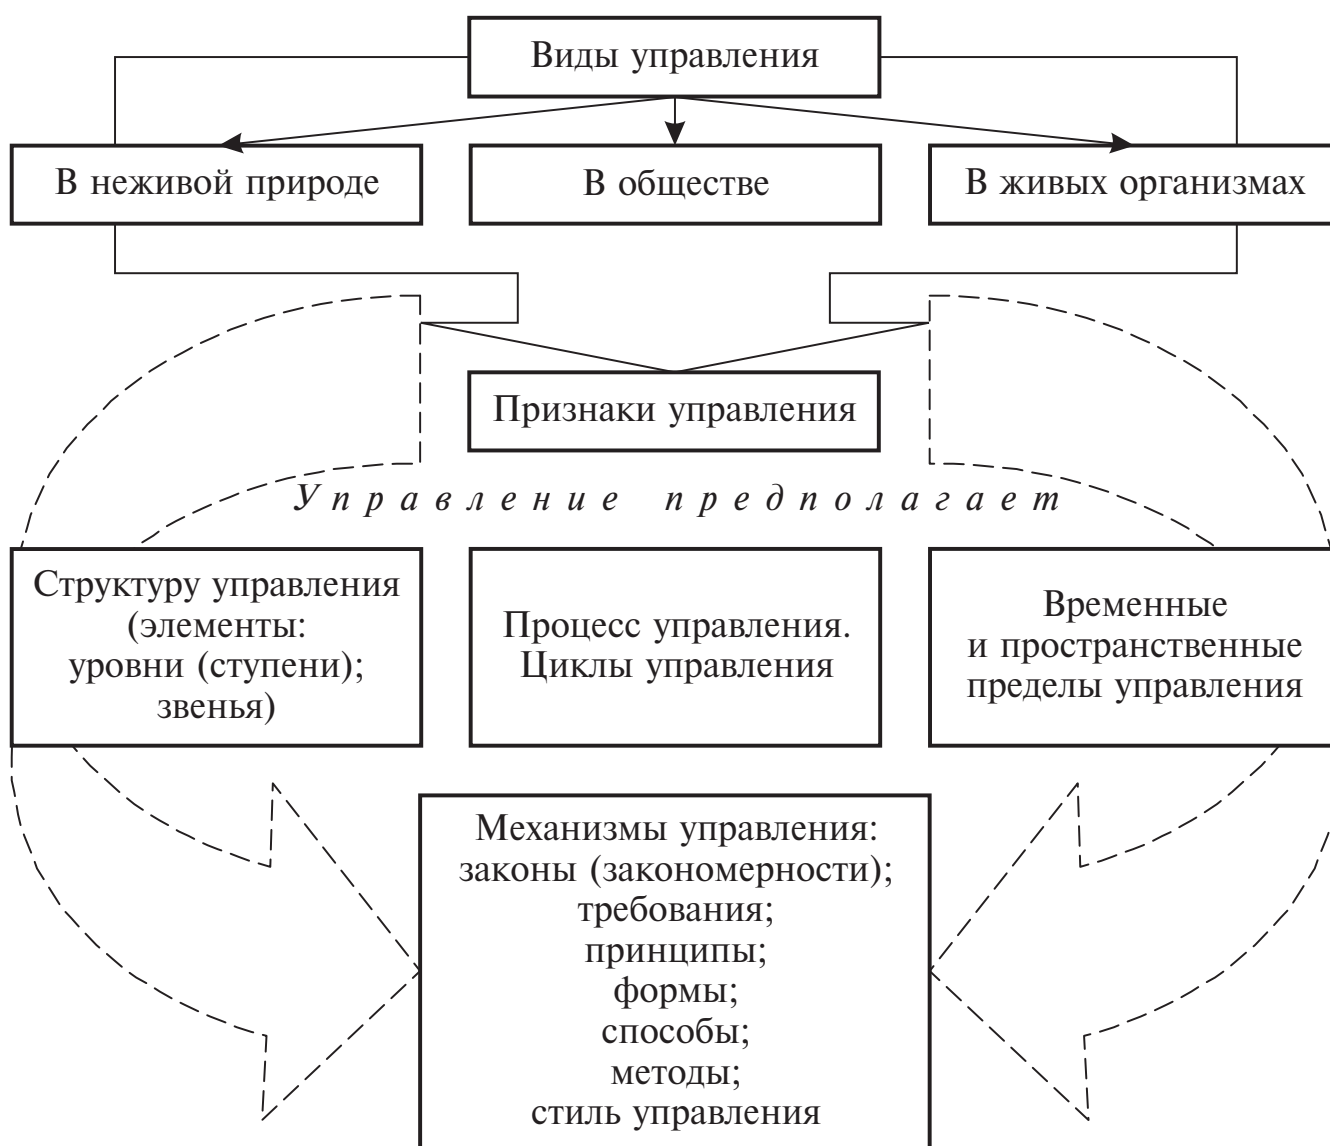 Виды управления
В неживой природе
В обществе
В живых организмах
Признаки управления
Управление предполагает
Структуру управления
(элементы:
уровни (ступени);
звенья)
Процесс управления.
Циклы управления
Временные
и пространственные
пределы управления
Механизмы управления:
законы (закономерности);
требования;
принципы;
формы;
способы;
методы;
стиль управления